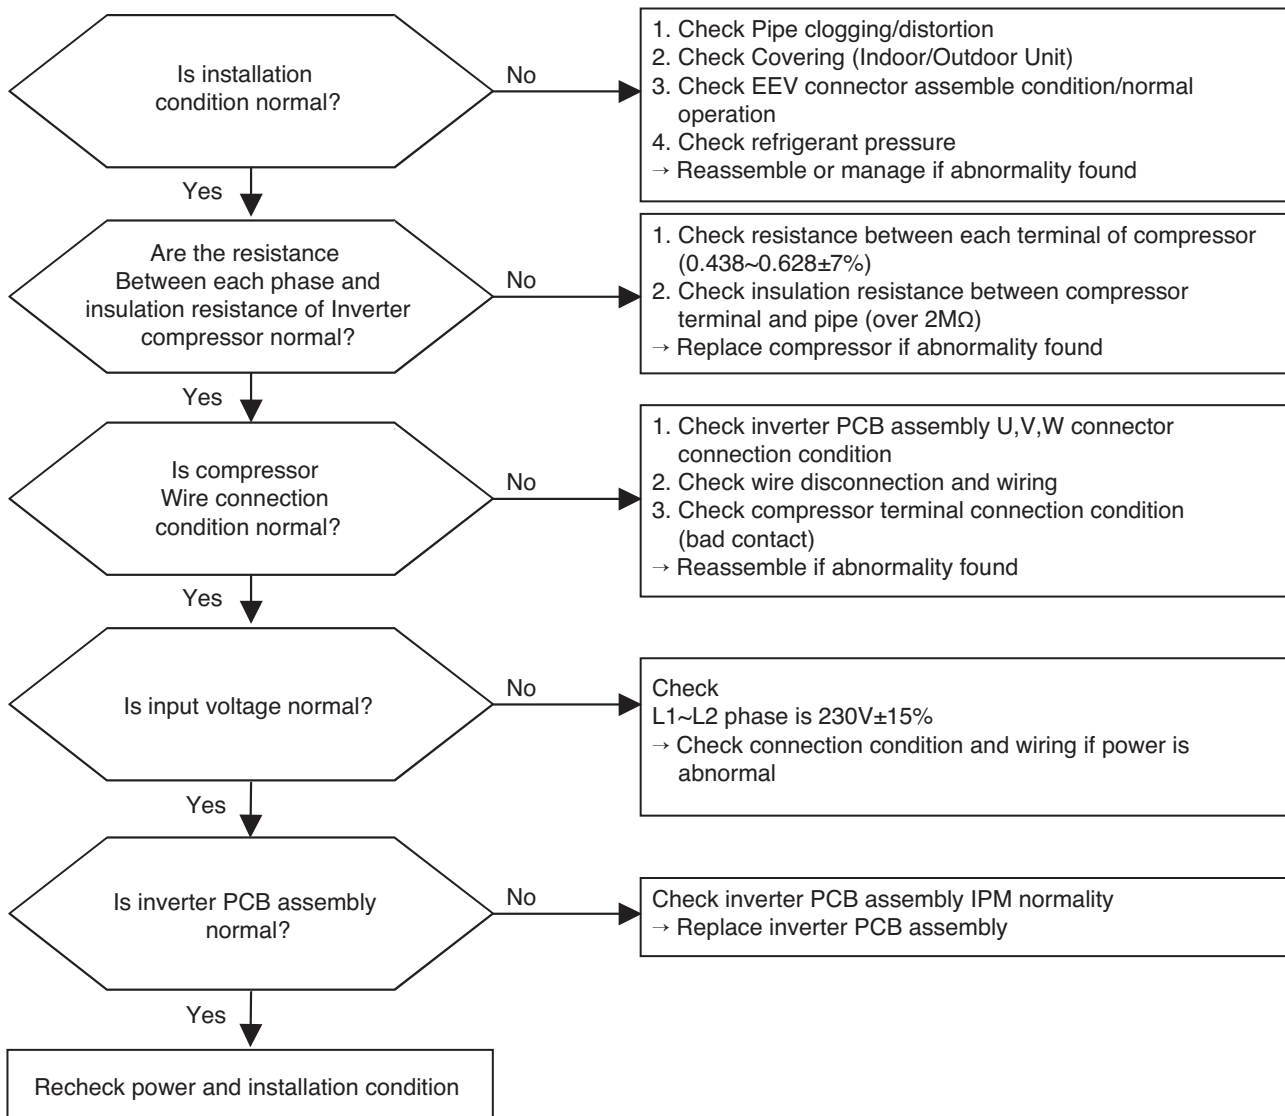 Is installation
condition normal?
No
1. Check Pipe clogging/distortion
2. Check Covering (Indoor/Outdoor Unit)
3. Check EEV connector assemble condition/normal
operation
4. Check refrigerant pressure
→ Reassemble or manage if abnormality found
Yes
Are the resistance
Between each phase and
insulation resistance of Inverter
compressor normal?
No
1. Check resistance between each terminal of compressor
(0.438~0.628±7%)
2. Check insulation resistance between compressor
terminal and pipe (over 2MΩ)
→ Replace compressor if abnormality found
Yes
Is compressor
Wire connection
condition normal?
No
1. Check inverter PCB assembly U,V,W connector
connection condition
2. Check wire disconnection and wiring
3. Check compressor terminal connection condition
(bad contact)
→ Reassemble if abnormality found
Yes
Is input voltage normal?
No
Check
L1~L2 phase is 230V±15%
→ Check connection condition and wiring if power is
abnormal
Yes
Is inverter PCB assembly
normal?
No
Check inverter PCB assembly IPM normality
→ Replace inverter PCB assembly
Yes
Recheck power and installation condition